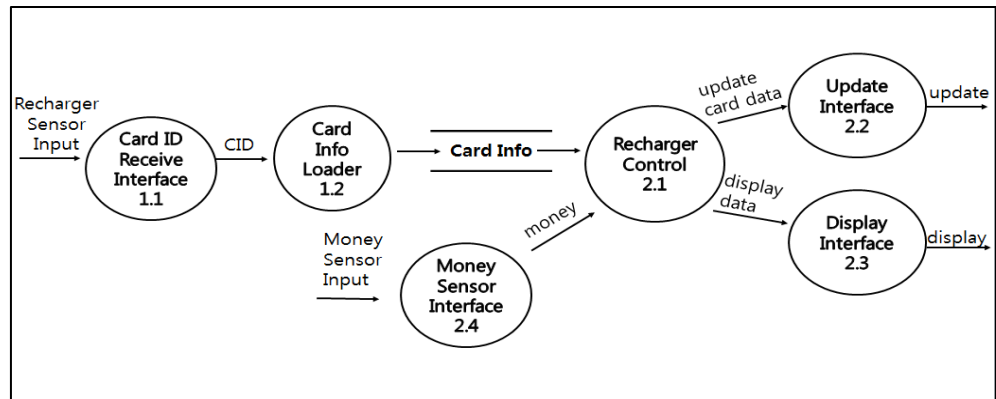 Recharger
Sensor
Input
Card ID
Receive
Interface
1.1
CID
Card
Info
Loader
1.2
Card Info
Recharger
Control
2.1
update
card data
Update
Interface
2.2
update
display
data
Display
Interface
2.3
display
Money
Sensor
Input
Money
Sensor
Interface
2.4
money